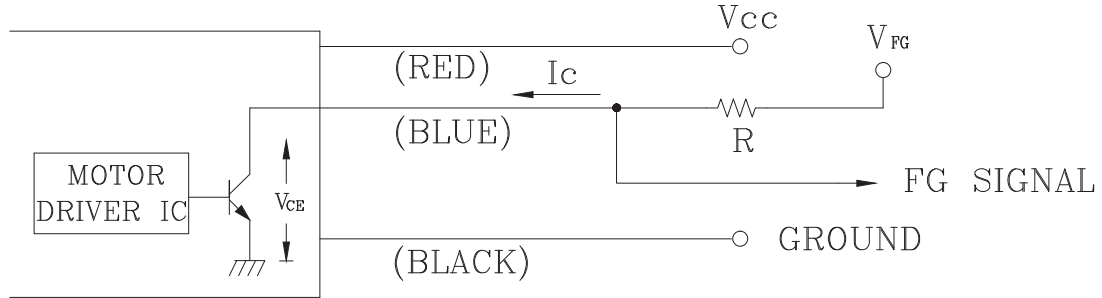 Vcc
VFG
(RED)
Ic
(BLUE)
R
MOTOR
DRIVER IC
VCE
FG SIGNAL
GROUND
(BLACK)